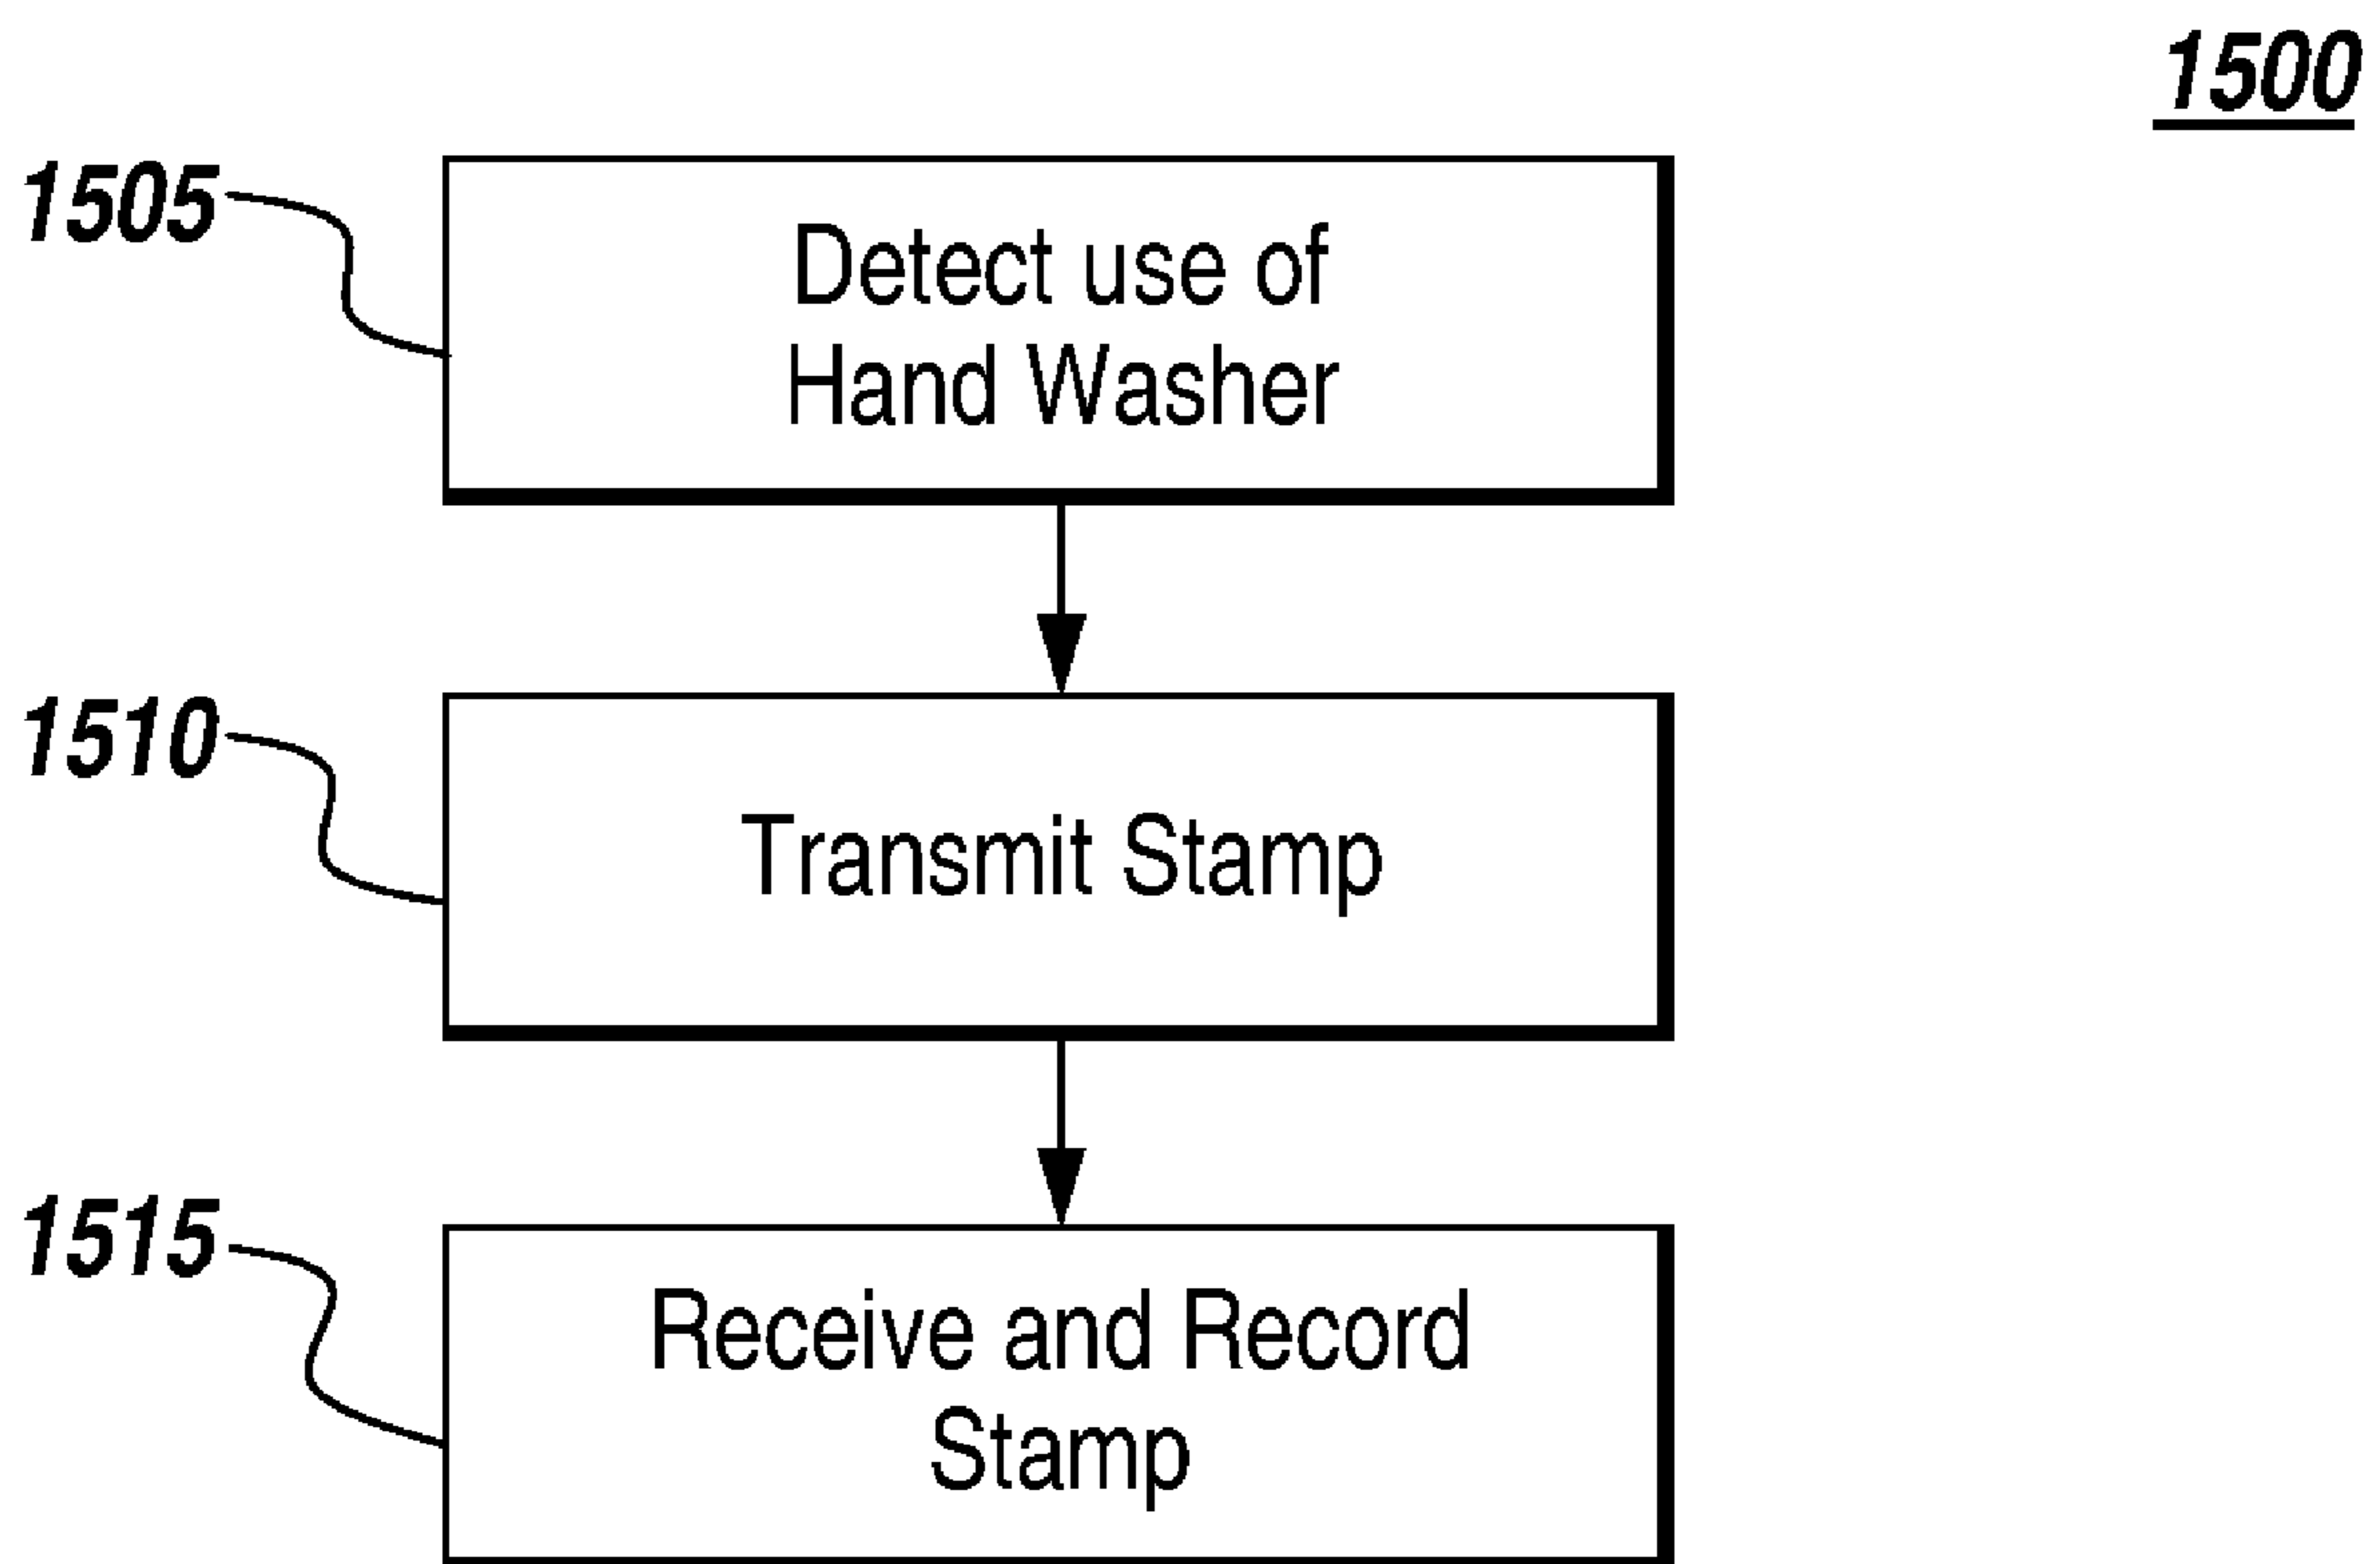 1500
1505
Detect use of
Hand Washer
1510
Transmit Stamp
1515
Receive and Record
Stamp